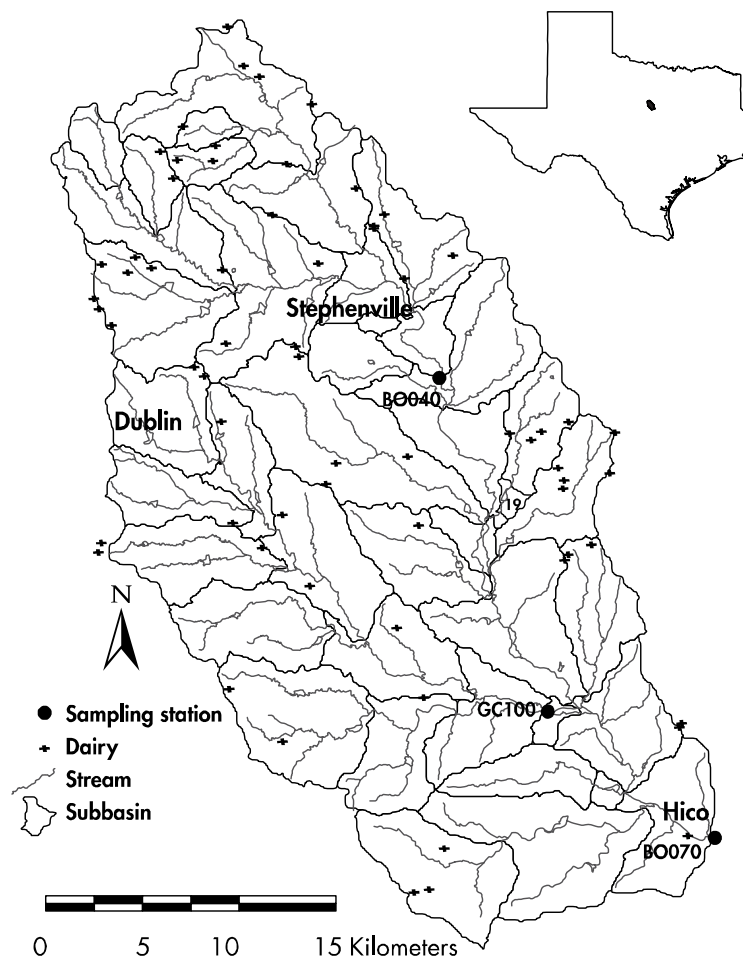 Stephenville
BO040
Dublin
19
N
GC100
Sampling station
Dairy
Stream
Subbasin
Hico
BO070
0 5 10 15 Kilometers